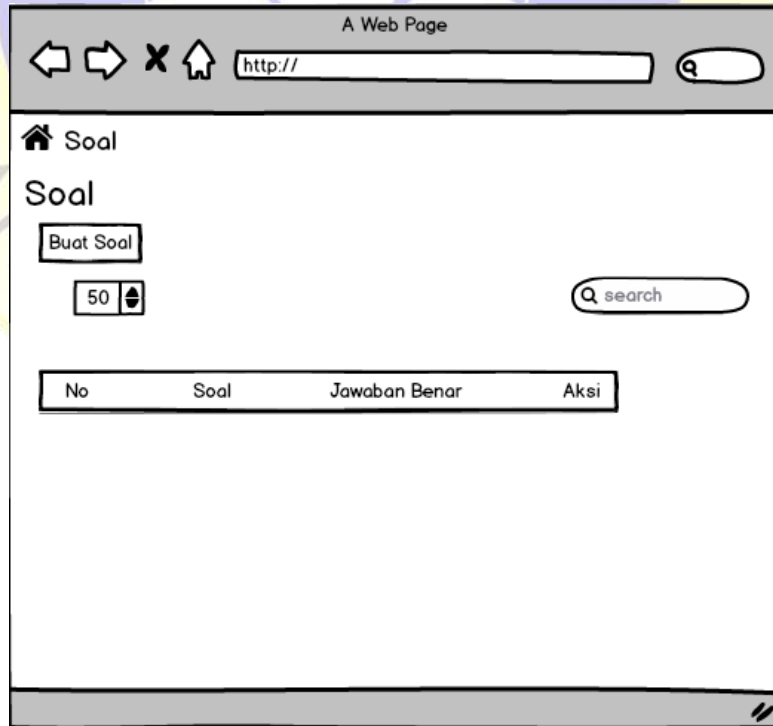 A Web Page
http://
Soal
Soal
Buat Soal
50
search
No Soal Jawaban Benar Aksi